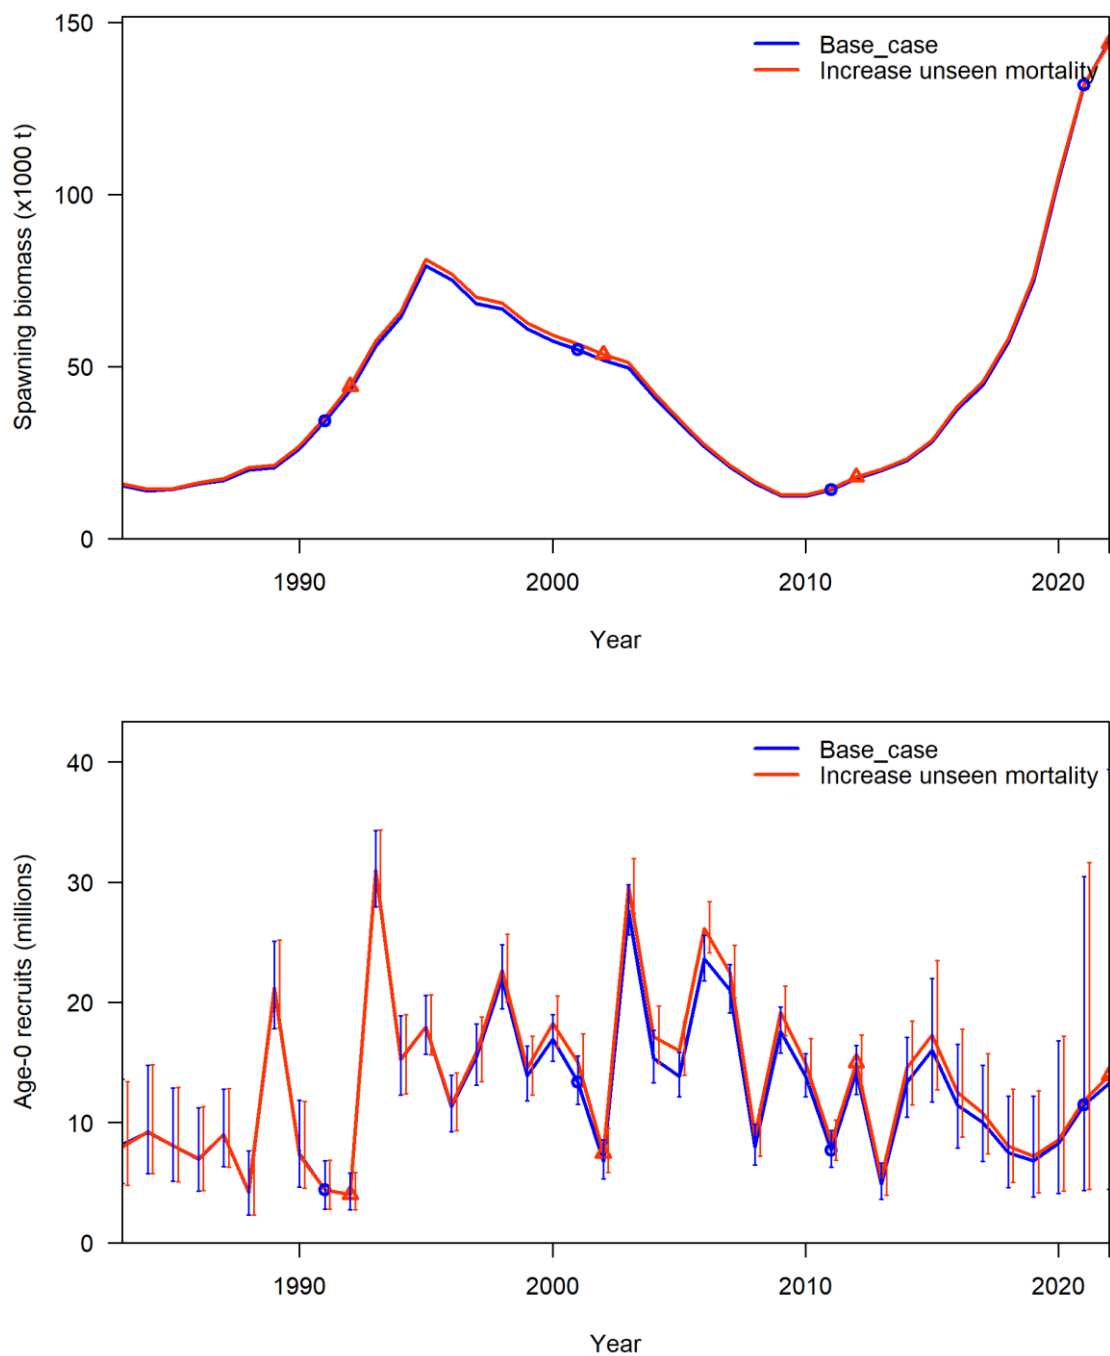 150
100
50
0
Spawning biomass (x1000 t)
Base_case
Increase unseen mortality
1990
2000
2010
2020
Year
40
30
20
10
0
Age-0 recruits (millions)
Base_case
Increase unseen mortality
1990
2000
2010
2020
Year